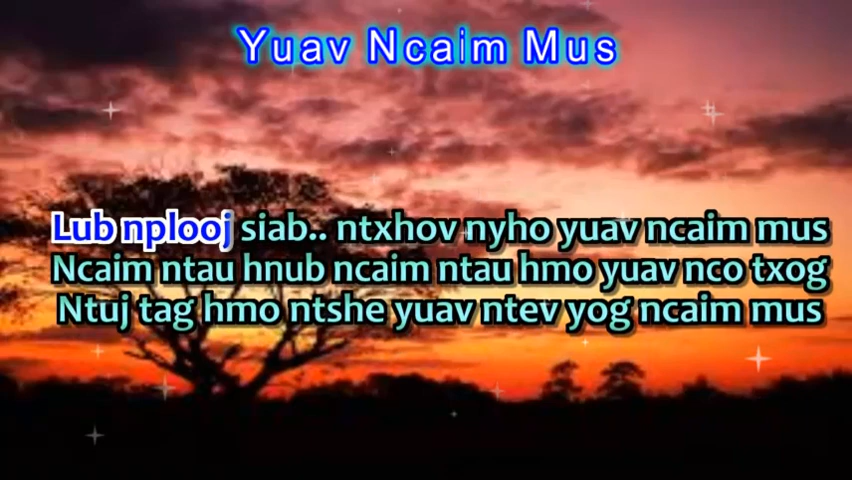 Yuav Ncaim Mus
Lub nplooj siab.. ntxhov nyho yuav ncaim mus
Ncaim ntau hnub ncaim ntau hmo yuav nco txog
Ntuj tag hmo ntshe yuav ntev yog ncaim mus